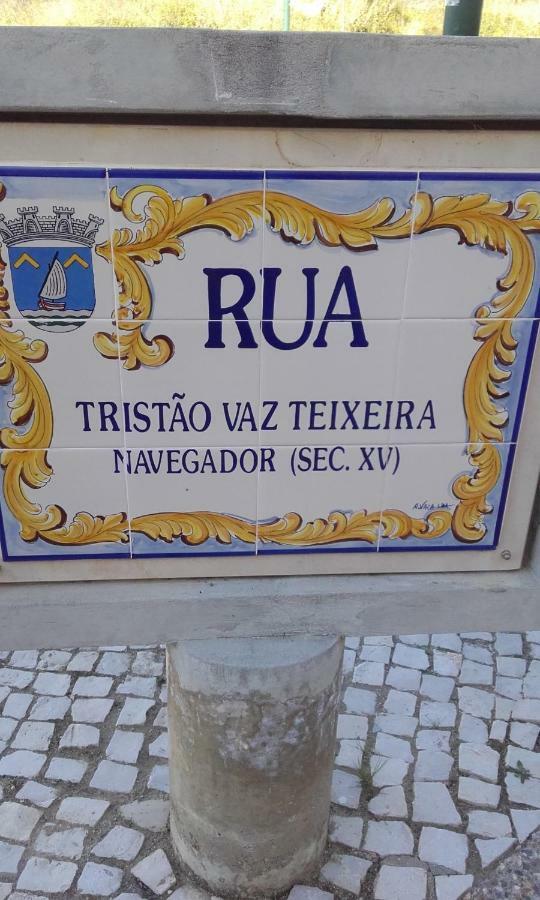 RUA
TRISTÃO VAZ TEIXEIRA
NAVEGADOR (SEC. XV)